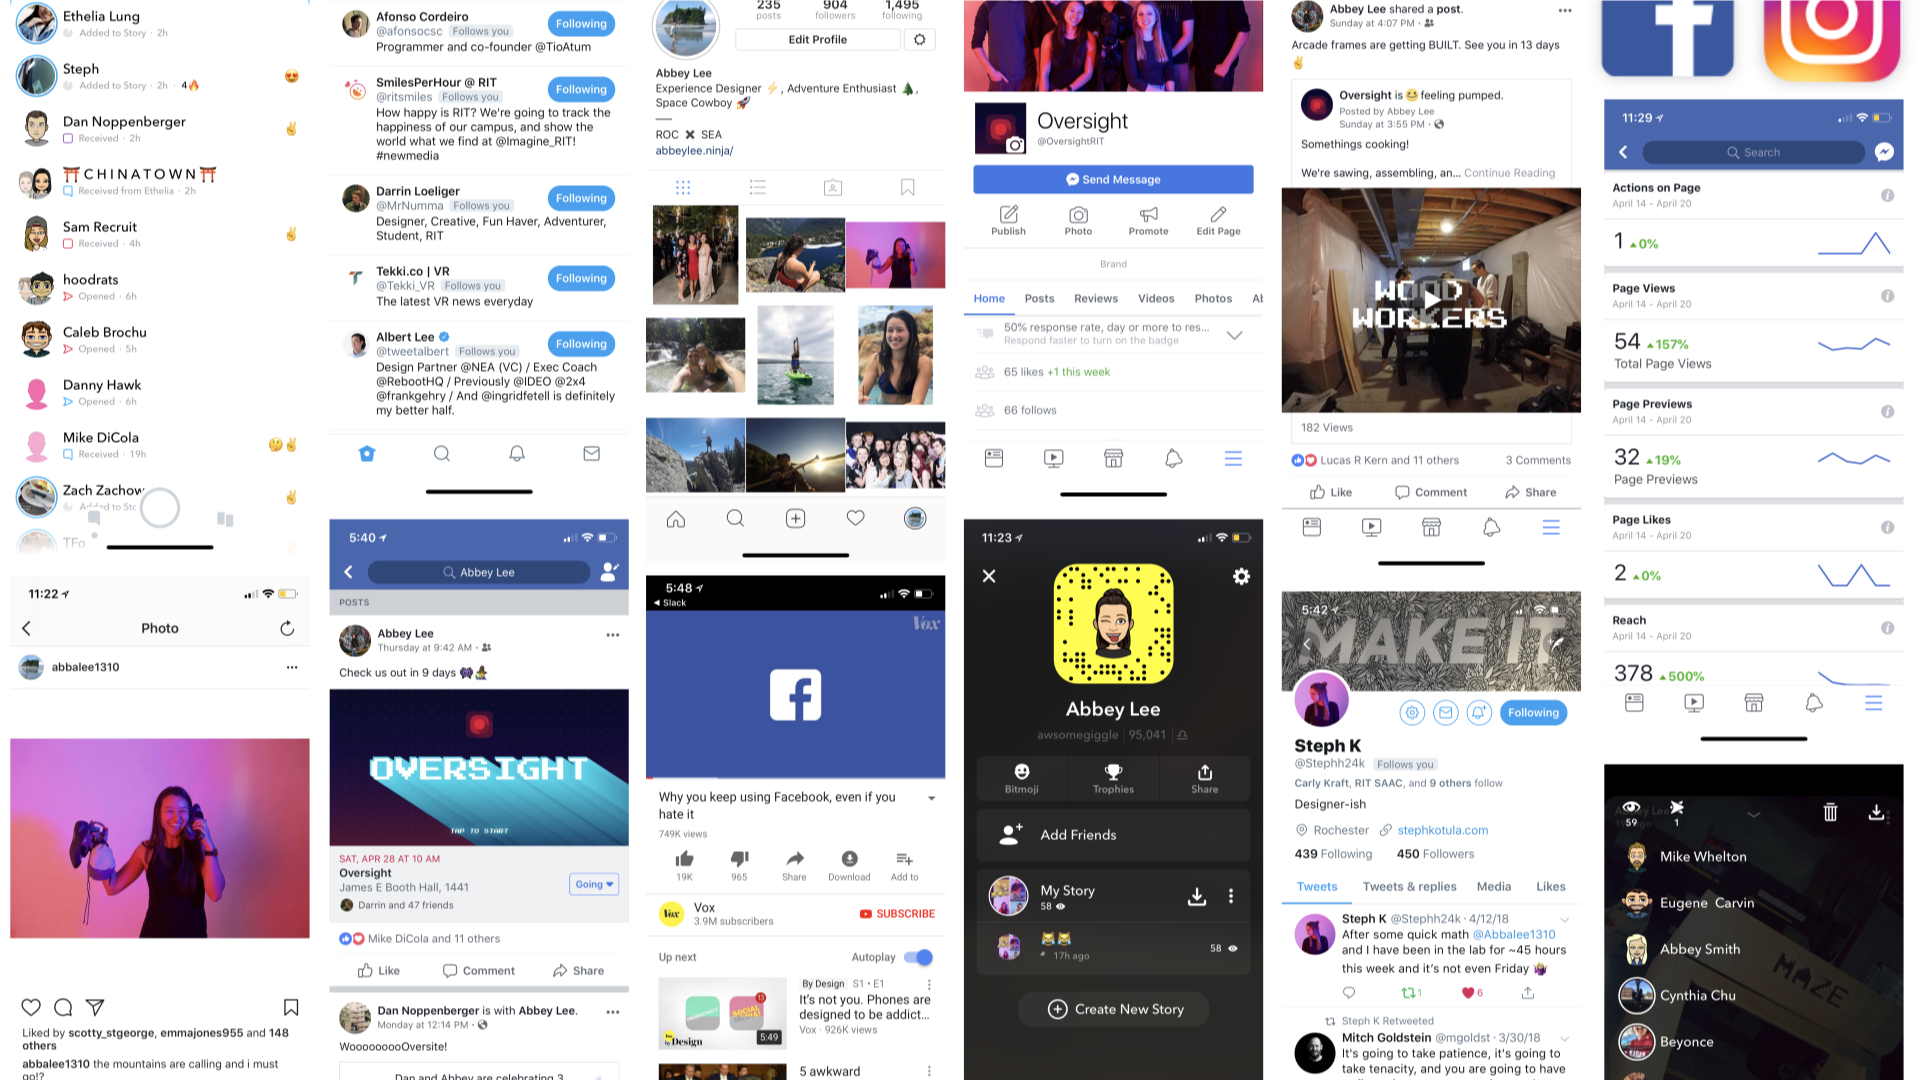 Ethelia Lung
Added to Story · 2h
Steph
Added to Story · 2h · 4🔥
Dan Noppenberger
Received · 2h
⛩CHINATOWN⛩
Received from Ethelia · 2h
Sam Recruit
Received · 4h
hoodrats
Opened · 6h
Caleb Brochu
Opened · 5h
Danny Hawk
Opened · 6h
Mike DiCola
Received · 19h
Zach Zachow
Added to Sto
TFo
11:22
Photo
abbalee1310
Liked by scotty_stgeorge, emmajones955 and 148
others
abbalee1310 the mountains are calling and i must
go!?
Afonso Cordeiro
@afonsocsc Follows you
Following
Programmer and co-founder @TioAtum
SmilesPerHour @ RIT
@ritsmiles Follows you
Following
How happy is RIT? We're going to track the
happiness of our campus, and show the
world what we find at @Imagine_RIT!
#newmedia
Darrin Loeliger
@MrNumma Follows you
Following
Designer, Creative, Fun Haver, Adventurer,
Student, RIT
Tekki.co | VR
@Tekki_VR Follows you
Following
The latest VR news everyday
Albert Lee
@tweetalbert Follows you
Following
Design Partner @NEA (VC) / Exec Coach
@RebootHQ / Previously @IDEO @2x4
@frankgehry / And @ingridfetell is definitely
my better half.
5:40
Abbey Lee
POSTS
Abbey Lee
Thursday at 9:42 AM
Check us out in 9 days
OVERSIGHT
TAP TO START
SAT, APR 28 AT 10 AM
Oversight
James E Booth Hall, 1441
Going
Darrin and 47 friends
Mike DiCola and 11 others
Like Comment Share
Dan Noppenberger is with Abbey Lee.
Monday at 12:14 PM
WooooooooOversite!
Dan and Abbey are celebrating 3
235 904 1,495
posts followers following
Edit Profile
Abbey Lee
Experience Designer ⚡, Adventure Enthusiast 🌲,
Space Cowboy 🚀
—
ROC ✖ SEA
abbeylee.ninja/
5:48
Slack
Vox
Why you keep using Facebook, even if you
hate it
749K views
19K 965 Share Download Add to
Vox
3.9M subscribers
SUBSCRIBE
Up next
Autoplay
By Design S1 • E1
It's not you. Phones are
designed to be addict...
Vox · 926K views
by Design
5:49
5 awkward
Oversight
@OversightRIT
Send Message
Publish Photo Promote Edit Page
Brand
Home Posts Reviews Videos Photos Al
50% response rate, day or more to res...
Respond faster to turn on the badge
65 likes +1 this week
66 follows
11:23
Abbey Lee
awsomegiggle | 95,041
Bitmoji Trophies Share
Add Friends
My Story
58
17h ago
58
Create New Story
Abbey Lee shared a post.
Sunday at 4:07 PM
Arcade frames are getting BUILT. See you in 13 days
✌
Oversight is feeling pumped.
Posted by Abbey Lee
Sunday at 3:55 PM
Somethings cooking!
We're sawing, assembling, an... Continue Reading
WOOD
WORKERS
182 Views
Lucas R Kern and 11 others
3 Comments
Like Comment Share
5:42
MAKE IT
Following
Steph K
@Stephh24k Follows you
Carly Kraft, RIT SAAC, and 9 others follow
Designer-ish
Rochester stephkotula.com
439 Following 450 Followers
Tweets Tweets & replies Media Likes
Steph K @Stephh24k · 4/12/18
After some quick math @Abbalee1310
and I have been in the lab for ~45 hours
this week and it's not even Friday
1 6
Steph K Retweeted
Mitch Goldstein @mgoldst · 3/30/18
It's going to take patience, it's going to
take tenacity, and you are going to have
11:29
Search
Actions on Page
April 14 - April 20
1 0%
Page Views
April 14 - April 20
54 157%
Total Page Views
Page Previews
April 14 - April 20
32 19%
Page Previews
Page Likes
April 14 - April 20
2 0%
Reach
April 14 - April 20
378 500%
59 1
Mike Whelton
Eugene Carvin
Abbey Smith
Cynthia Chu
Beyonce
MAZE